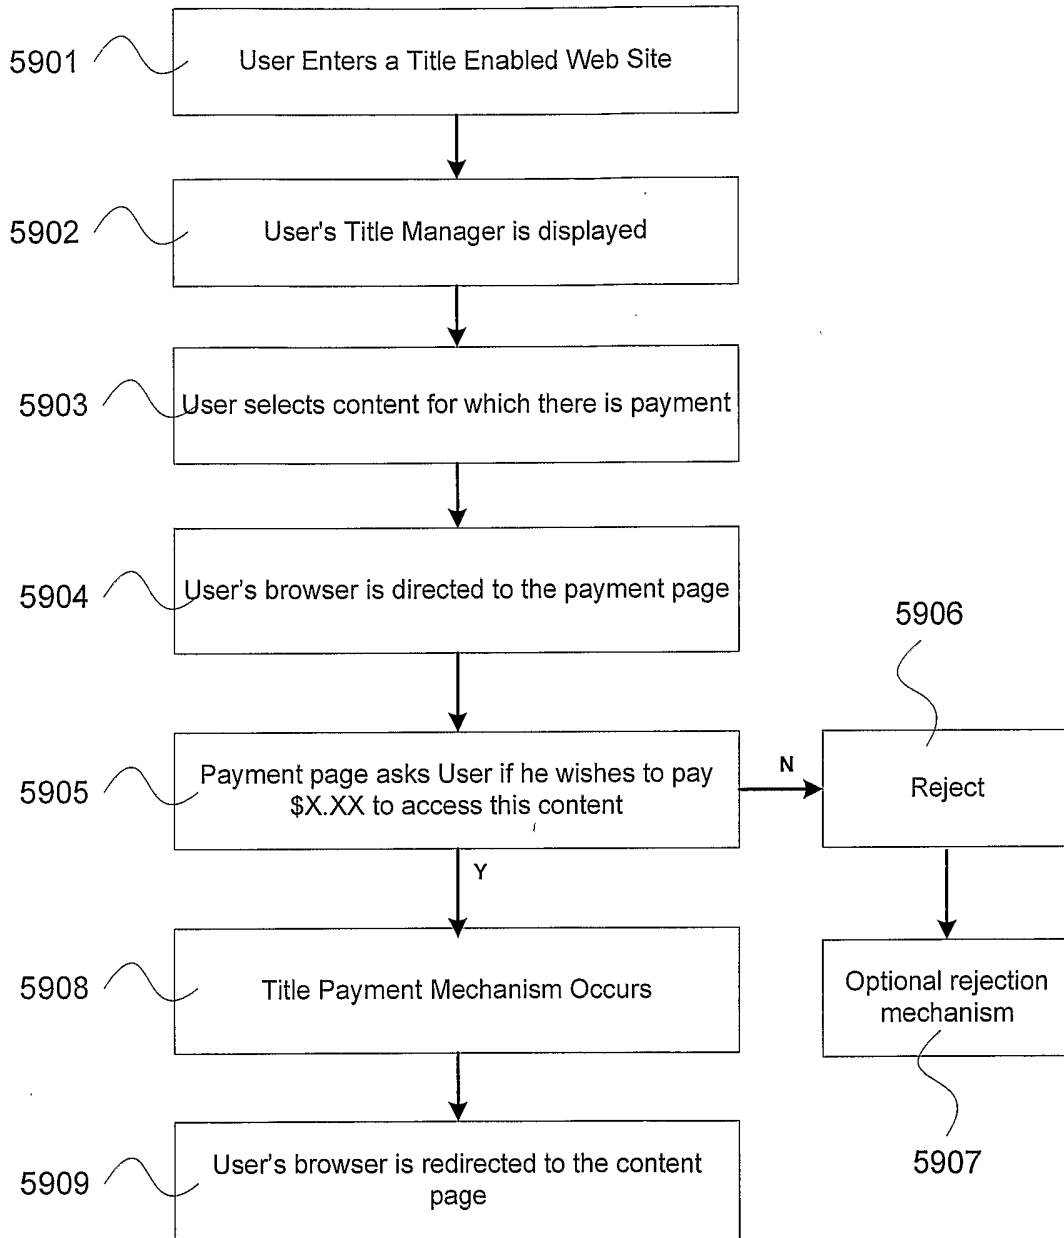 5901
User Enters a Title Enabled Web Site
5902
User's Title Manager is displayed
5903
User selects content for which there is payment
5904
User's browser is directed to the payment page
5906
5905
Payment page asks User if he wishes to pay
$X.XX to access this content
N
Reject
Y
5908
Title Payment Mechanism Occurs
Optional rejection
mechanism
5909
User's browser is redirected to the content
page
5907